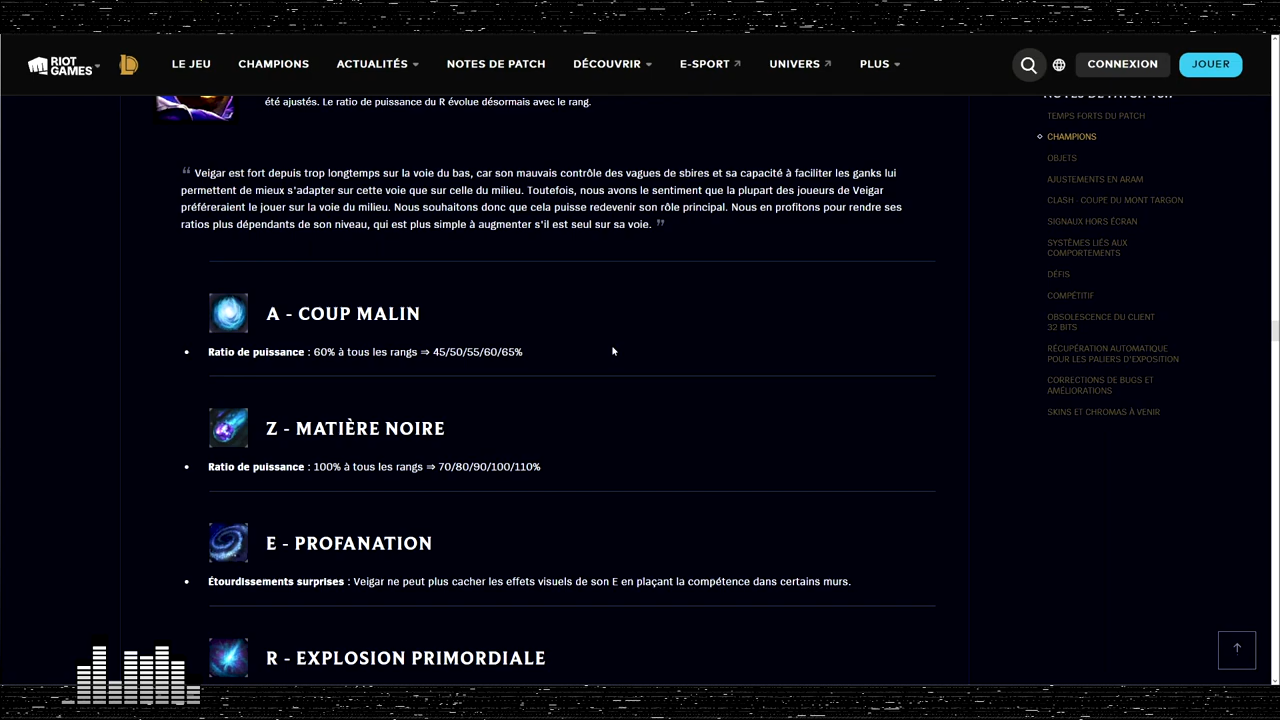 RIOT GAMES
LE JEU
CHAMPIONS
ACTUALITÉS
NOTES DE PATCH
DÉCOUVRIR
E-SPORT
UNIVERS
PLUS
CONNEXION
JOUER
été ajustés. Le ratio de puissance du R évolue désormais avec le rang.
“ Veigar est fort depuis trop longtemps sur la voie du bas, car son mauvais contrôle des vagues de sbires et sa capacité à faciliter les ganks lui
permettent de mieux s'adapter sur cette voie que sur celle du milieu. Toutefois, nous avons le sentiment que la plupart des joueurs de Veigar
préféreraient le jouer sur la voie du milieu. Nous souhaitons donc que cela puisse redevenir son rôle principal. Nous en profitons pour rendre ses
ratios plus dépendants de son niveau, qui est plus simple à augmenter s'il est seul sur sa voie. ”
A - COUP MALIN
• Ratio de puissance : 60% à tous les rangs ⇒ 45/50/55/60/65%
Z - MATIÈRE NOIRE
• Ratio de puissance : 100% à tous les rangs ⇒ 70/80/90/100/110%
E - PROFANATION
• Étourdissements surprises : Veigar ne peut plus cacher les effets visuels de son E en plaçant la compétence dans certains murs.
R - EXPLOSION PRIMORDIALE
TEMPS FORTS DU PATCH
CHAMPIONS
OBJETS
AJUSTEMENTS EN ARAM
CLASH - COUPE DU MONT TARGON
SIGNAUX HORS ÉCRAN
SYSTÈMES LIÉS AUX
COMPORTEMENTS
DÉFIS
COMPÉTITIF
OBSOLESCENCE DU CLIENT
32 BITS
RÉCUPÉRATION AUTOMATIQUE
POUR LES PALIERS D'EXPOSITION
CORRECTIONS DE BUGS ET
AMÉLIORATIONS
SKINS ET CHROMAS À VENIR